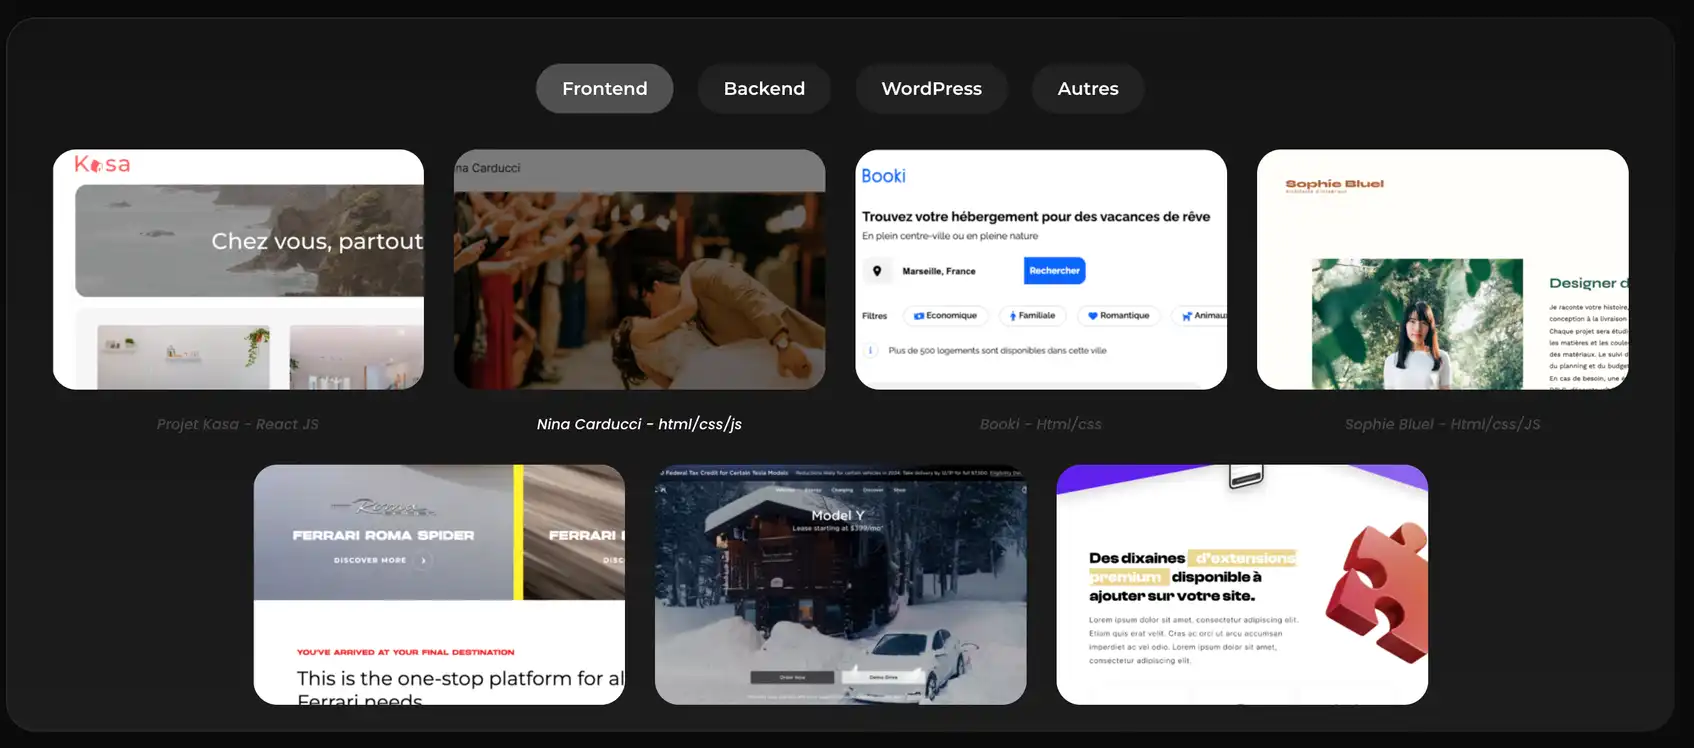 Frontend
Backend
WordPress
Autres
Kasa
Chez vous, partout
na Carducci
Booki
Trouvez votre hébergement pour des vacances de rêve
En plein centre-ville ou en pleine nature
Marseille, France
Rechercher
Filtres
Economique
Familiale
Romantique
Animau
Plus de 500 logements sont disponibles dans cette ville
Sophie Bluel
Designer d
Je raconte votre histoire,
conception à la livraison
Chaque projet sera étudi
les matières et les coule
des matériaux. Le suivi d
du planning et du budge
En cas de besoin, une é
Projet Kasa - React JS
Nina Carducci - html/css/js
Booki - Html/css
Sophie Bluel - Html/css/JS
FERRARI ROMA SPIDER
DISCOVER MORE
FERRARI
DISC
YOU'VE ARRIVED AT YOUR FINAL DESTINATION
This is the one-stop platform for al
Ferrari needs
Federal Tax Credit for Certain Tesla Models
Energy
Charging
Discover
Shop
Model Y
Lease starting at $399/mo*
Order Now
Demo Drive
Des dixaines d'extensions
premium disponible à
ajouter sur votre site.
Lorem ipsum dolor sit amet, consectetur adipiscing elit.
Etiam quis erat velit. Cras ac orci ut arcu accumsan
imperdiet ac vel odio. Lorem ipsum dolor sit amet,
consectetur adipiscing elit.